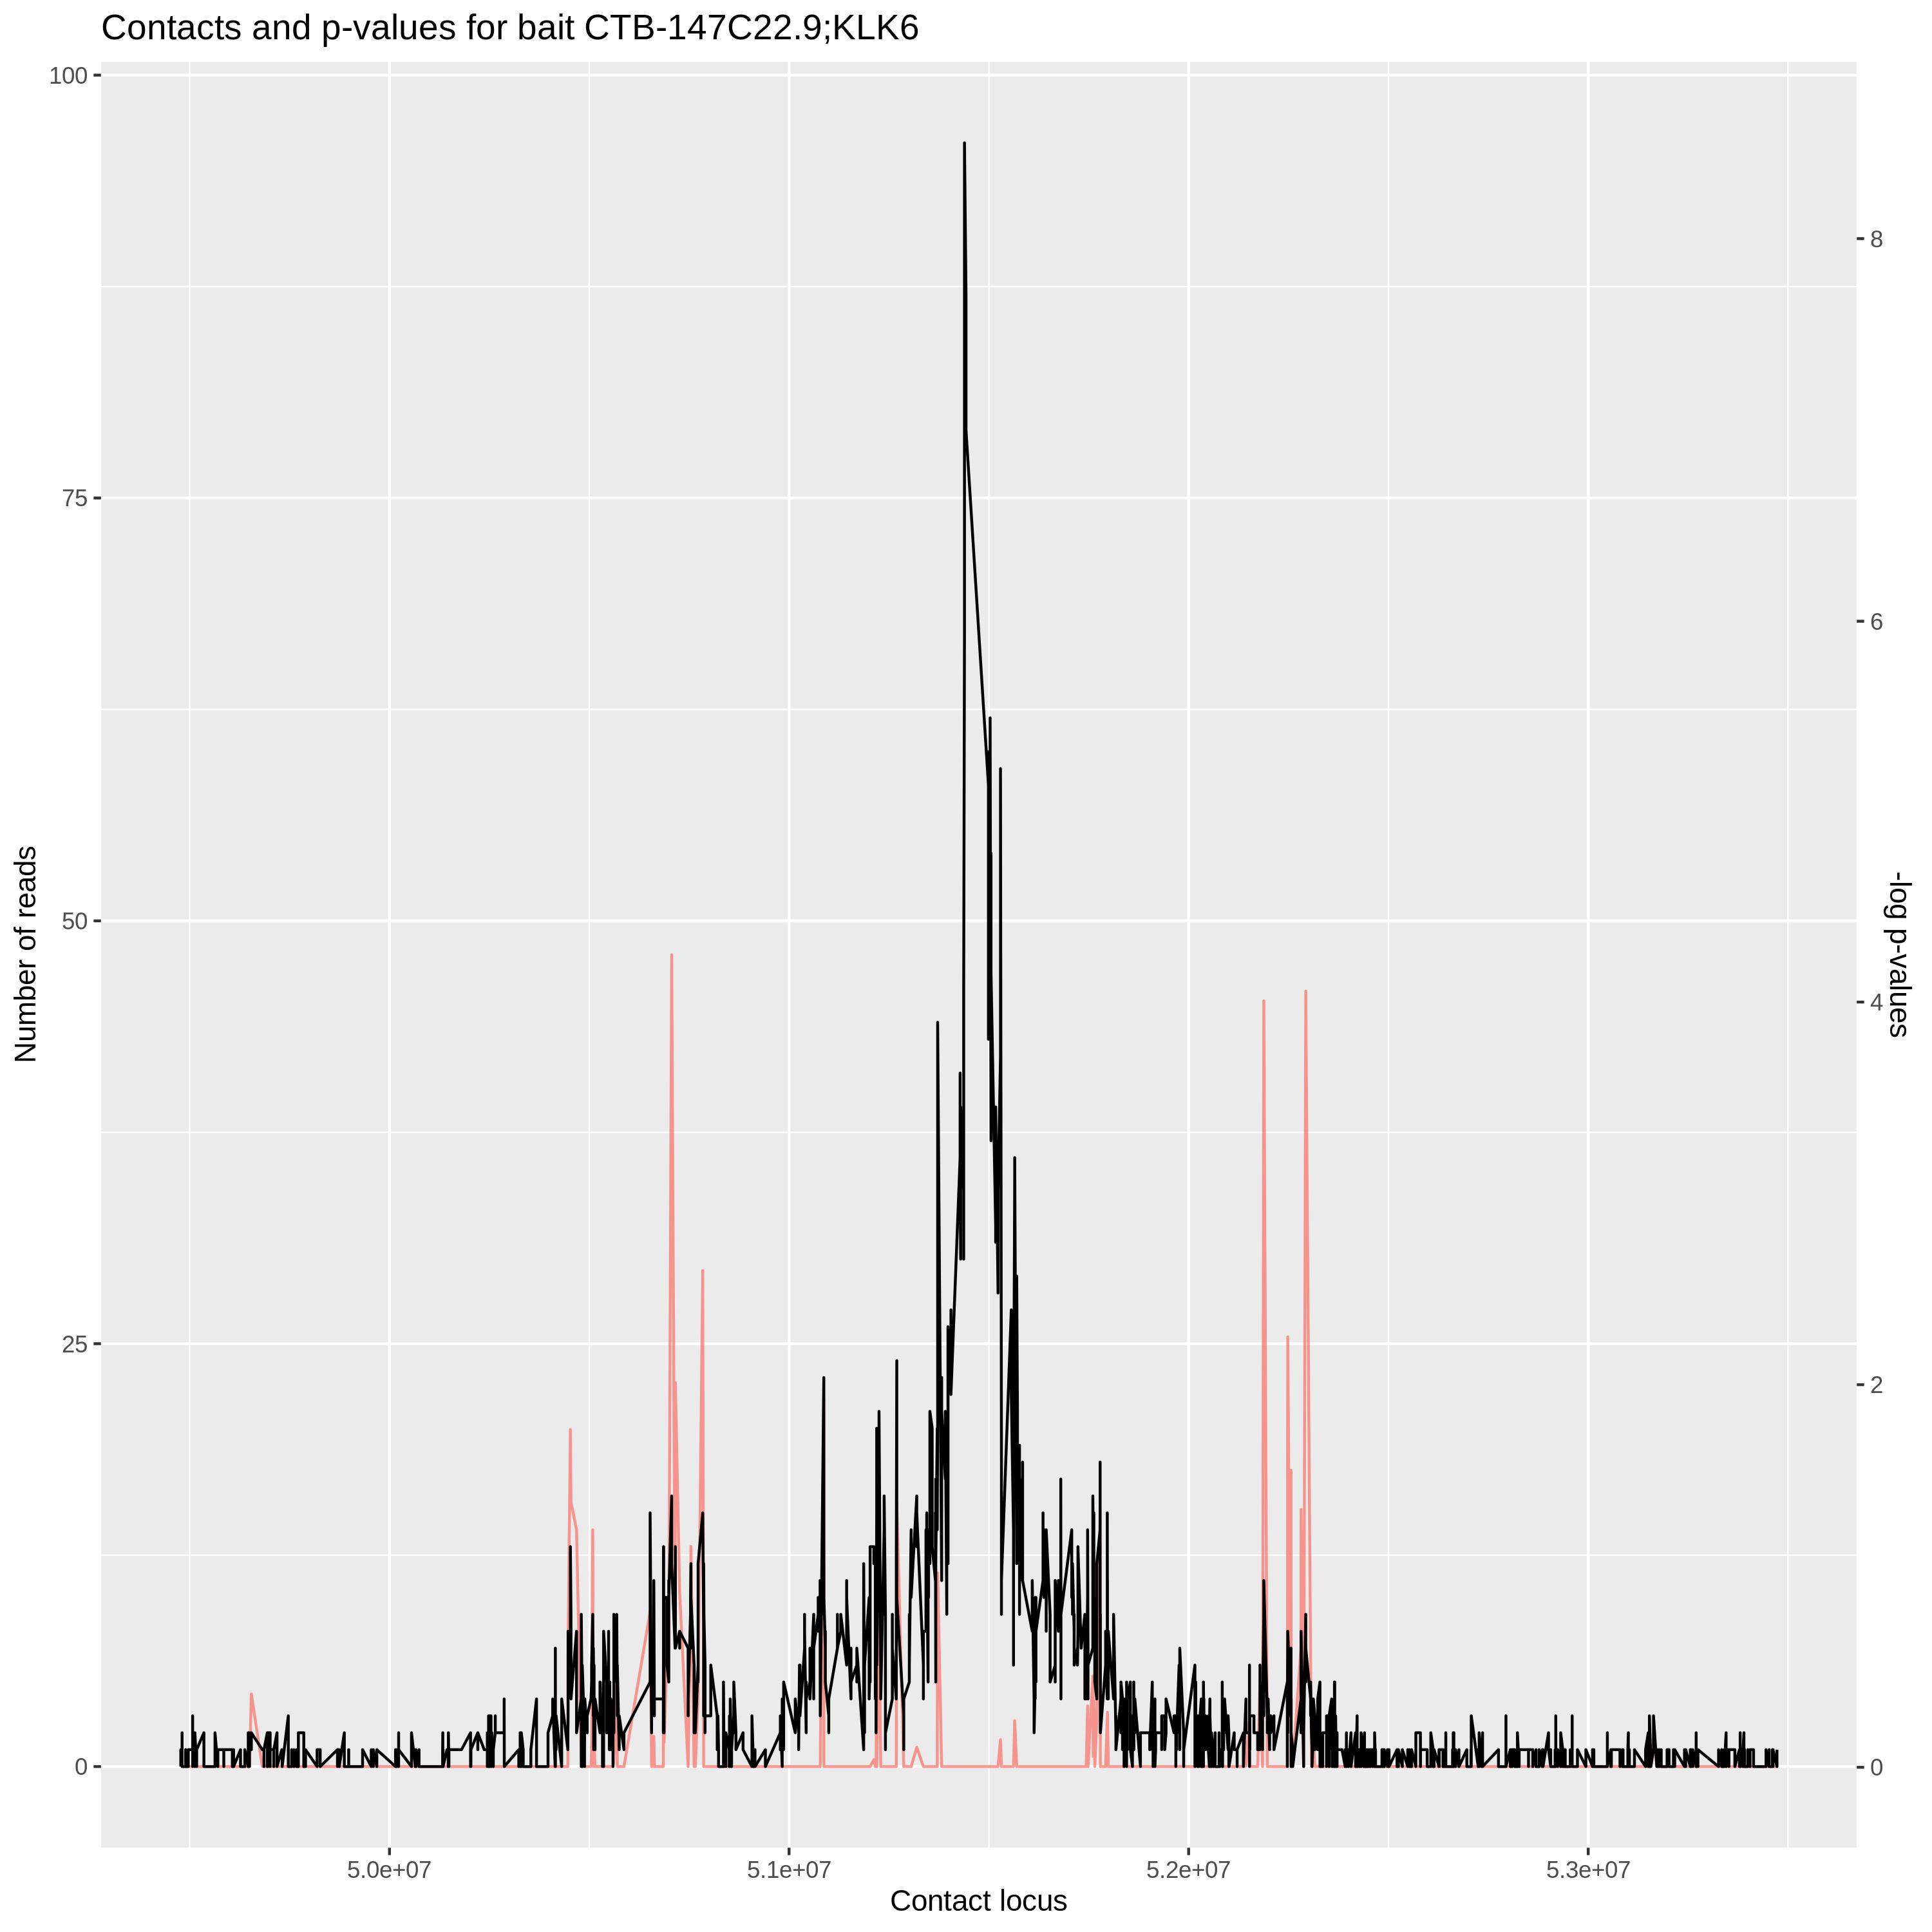 Contacts and p-values for bait CTB-147C22.9;KLK6
100
75
50
25
0
Number of reads
8
6
4
2
0
-log p-values
5.0e+07
5.1e+07
5.2e+07
5.3e+07
Contact locus